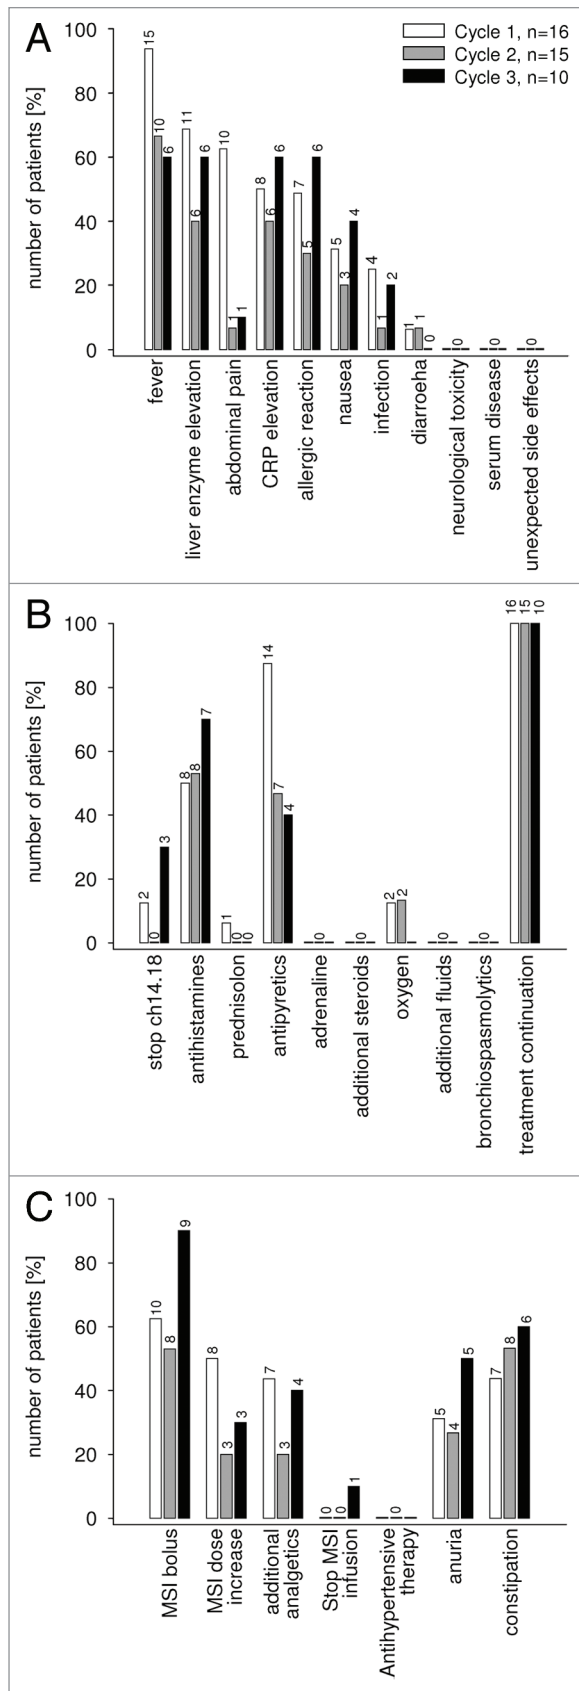 A
Cycle 1, n=16
Cycle 2, n=15
Cycle 3, n=10
number of patients [%]
100
80
60
40
20
0
15 10 6 11 6 6 10 1 1 8 6 6 7 5 6 5 3 4 4 1 2 1 1 0 0 0 0
fever
liver enzyme elevation
abdominal pain
CRP elevation
allergic reaction
nausea
infection
diarroeha
neurological toxicity
serum disease
unexpected side effects
B
number of patients [%]
100
80
60
40
20
0
2 0 3 8 8 7 1 0 0 14 7 4 0 0 2 2 0 0 16 15 10
stop ch14.18
antihistamines
prednisolon
antipyretics
adrenaline
additional steroids
oxygen
additional fluids
bronchiospasmolytics
treatment continuation
C
number of patients [%]
100
80
60
40
20
0
10 8 9 8 3 3 7 3 4 0 0 1 0 5 4 5 7 8 6
MSI bolus
MSI dose
increase
additional
analgetics
Stop MSI
infusion
Antihypertensive
therapy
anuria
constipation